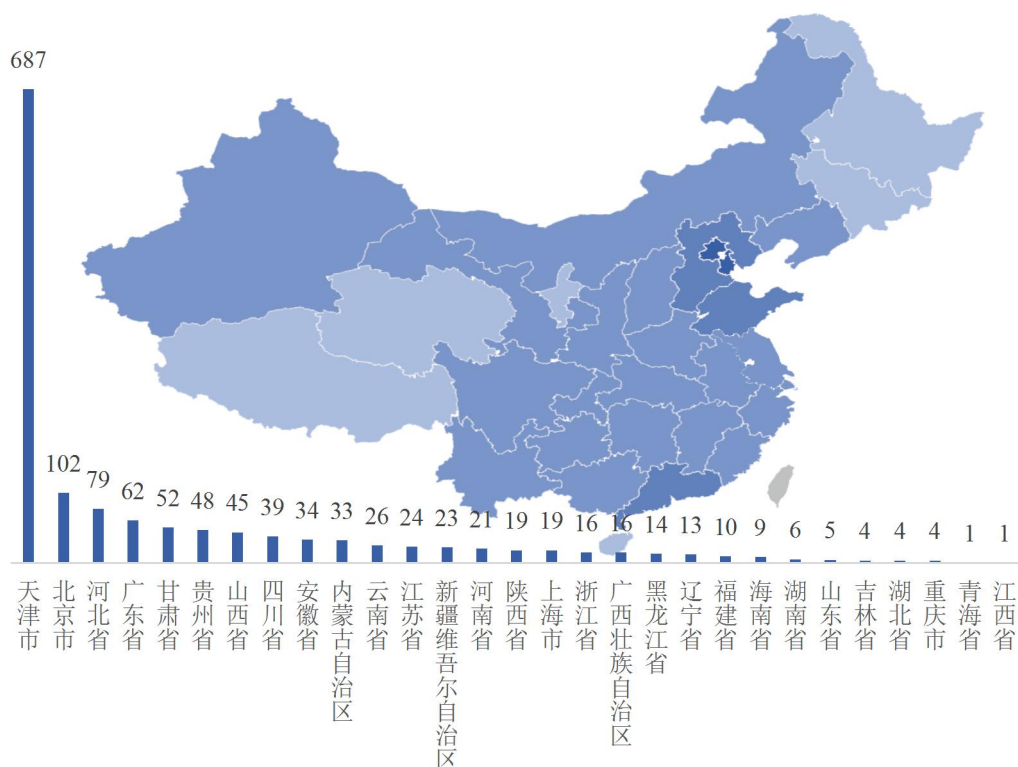 687
102
79
62
52
48
45
39
34
33
26
24
23
21
19
19
16
16
14
13
10
9
6
5
4
4
4
1
1
天津市
北京市
河北省
广东省
甘肃省
贵州省
山西省
四川省
安徽省
内蒙古自治区
云南省
江苏省
新疆维吾尔自治区
河南省
陕西省
上海市
浙江省
广西壮族自治区
黑龙江省
辽宁省
福建省
海南省
湖南省
山东省
吉林省
湖北省
重庆市
青海省
江西省